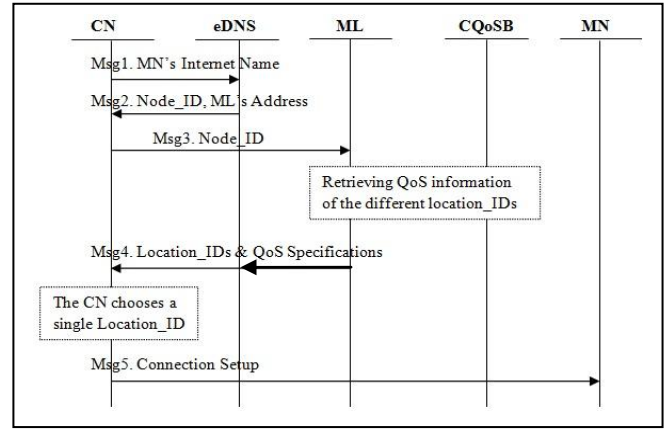 CN eDNS ML CQoSB MN
Msg1. MN's Internet Name
Msg2. Node_ID, ML's Address
Msg3. Node_ID
Retrieving QoS information
of the different location_IDs
Msg4. Location_IDs & QoS Specifications
The CN chooses a
single Location_ID
Msg5. Connection Setup